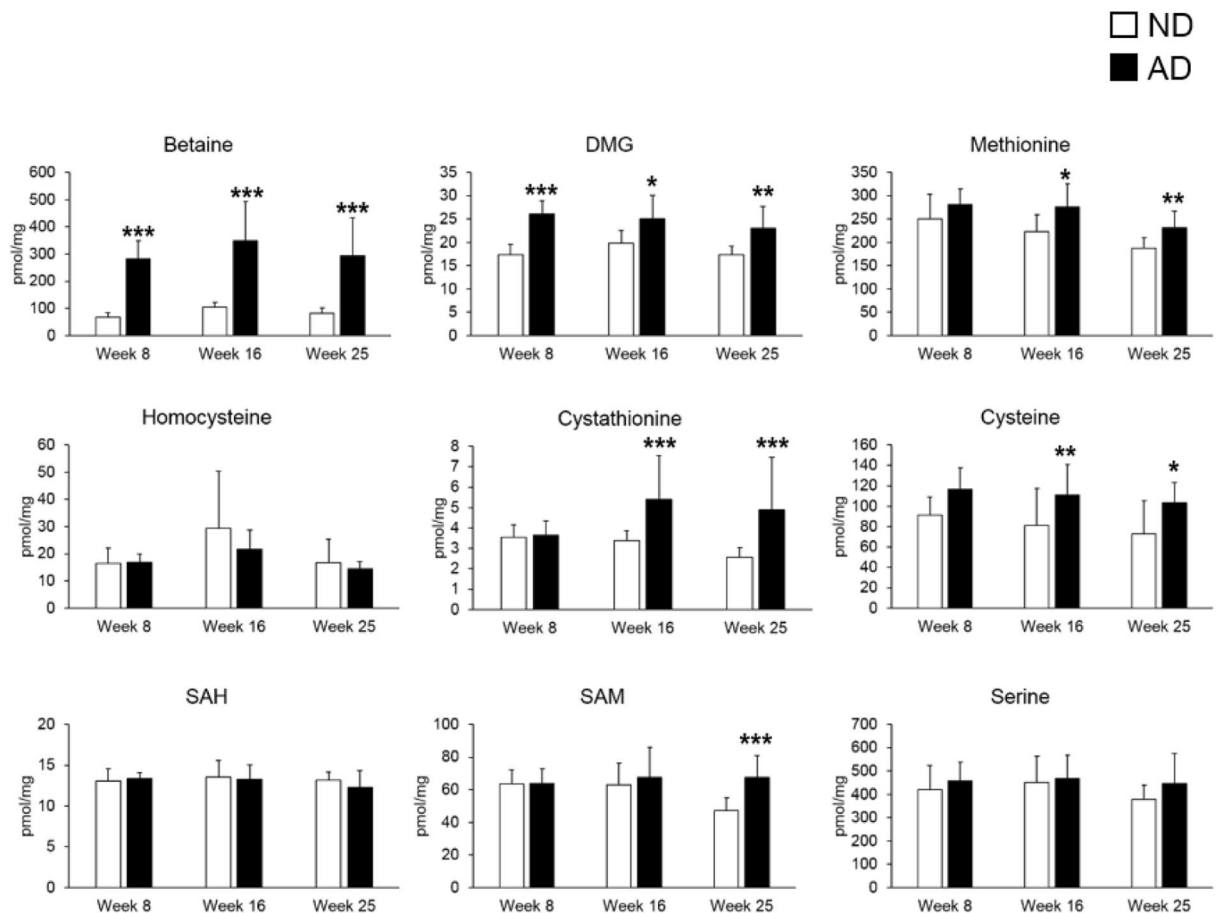 ND
AD
Betaine
600
500
400
300
200
100
0
pmol/mg
***
***
***
Week 8 Week 16 Week 25
DMG
35
30
25
20
15
10
5
0
pmol/mg
***
*
**
Week 8 Week 16 Week 25
Methionine
350
300
250
200
150
100
50
0
pmol/mg
*
**
Week 8 Week 16 Week 25
Homocysteine
60
50
40
30
20
10
0
pmol/mg
Week 8 Week 16 Week 25
Cystathionine
8
7
6
5
4
3
2
1
0
pmol/mg
***
***
Week 8 Week 16 Week 25
Cysteine
160
140
120
100
80
60
40
20
0
pmol/mg
**
*
Week 8 Week 16 Week 25
SAH
20
15
10
5
0
pmol/mg
Week 8 Week 16 Week 25
SAM
100
80
60
40
20
0
pmol/mg
***
Week 8 Week 16 Week 25
Serine
700
600
500
400
300
200
100
0
pmol/mg
Week 8 Week 16 Week 25